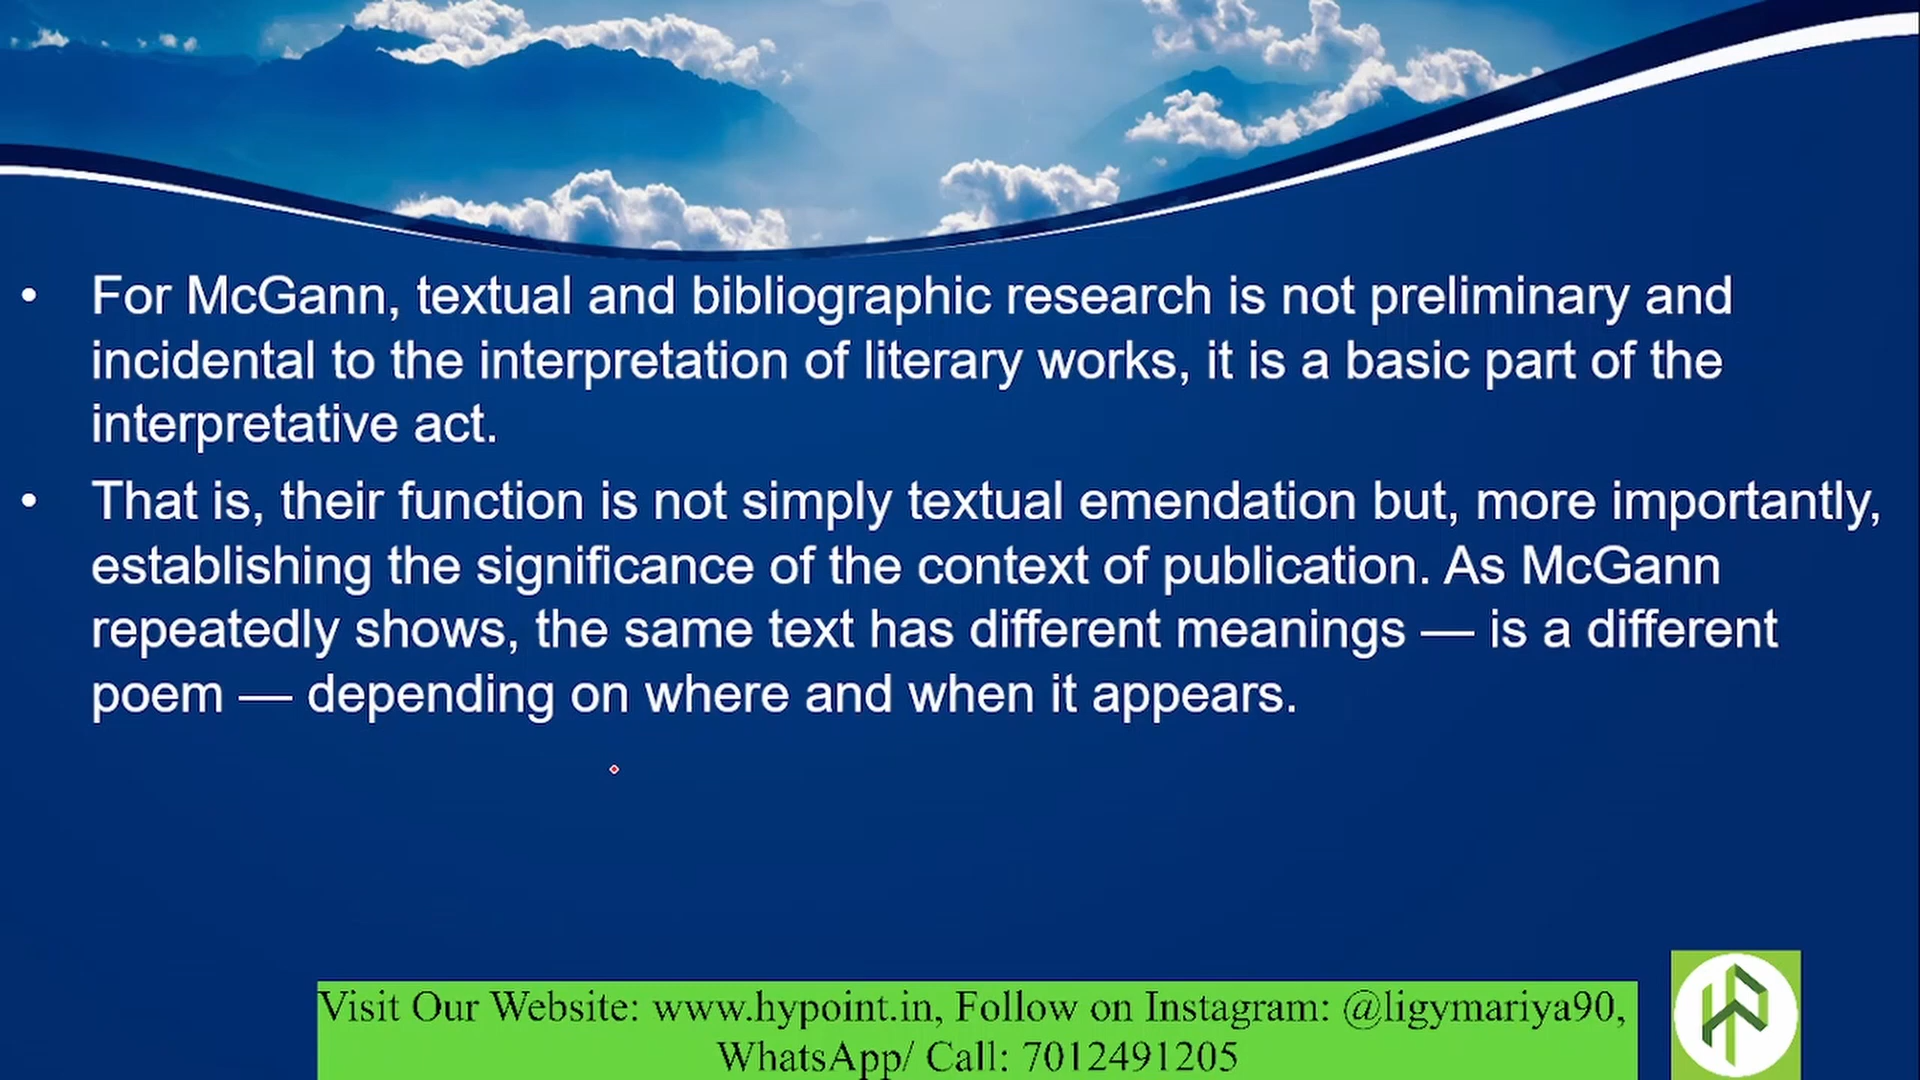 • For McGann, textual and bibliographic research is not preliminary and
incidental to the interpretation of literary works, it is a basic part of the
interpretative act.
• That is, their function is not simply textual emendation but, more importantly,
establishing the significance of the context of publication. As McGann
repeatedly shows, the same text has different meanings — is a different
poem — depending on where and when it appears.
Visit Our Website: www.hypoint.in, Follow on Instagram: @ligymariya90,
WhatsApp/ Call: 7012491205